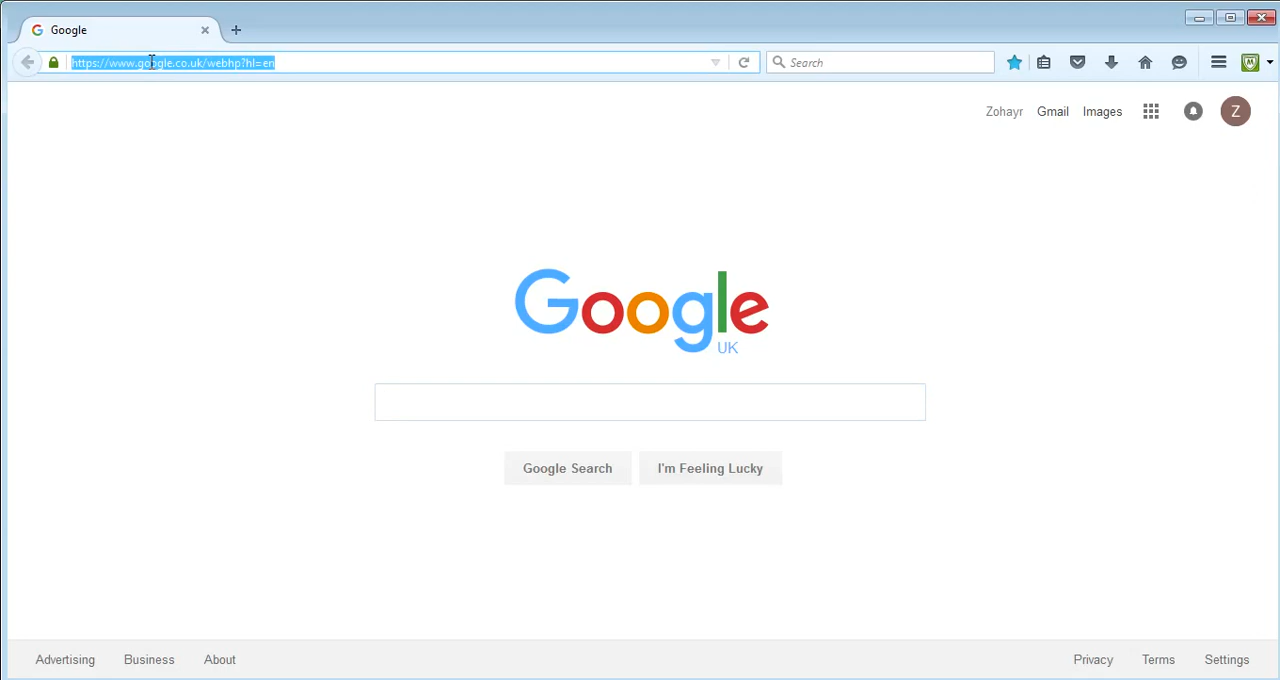 Google
https://www.google.co.uk/webhp?hl=en
Search
Zohayr Gmail Images Z
Google
UK
Google Search I'm Feeling Lucky
Advertising Business About Privacy Terms Settings